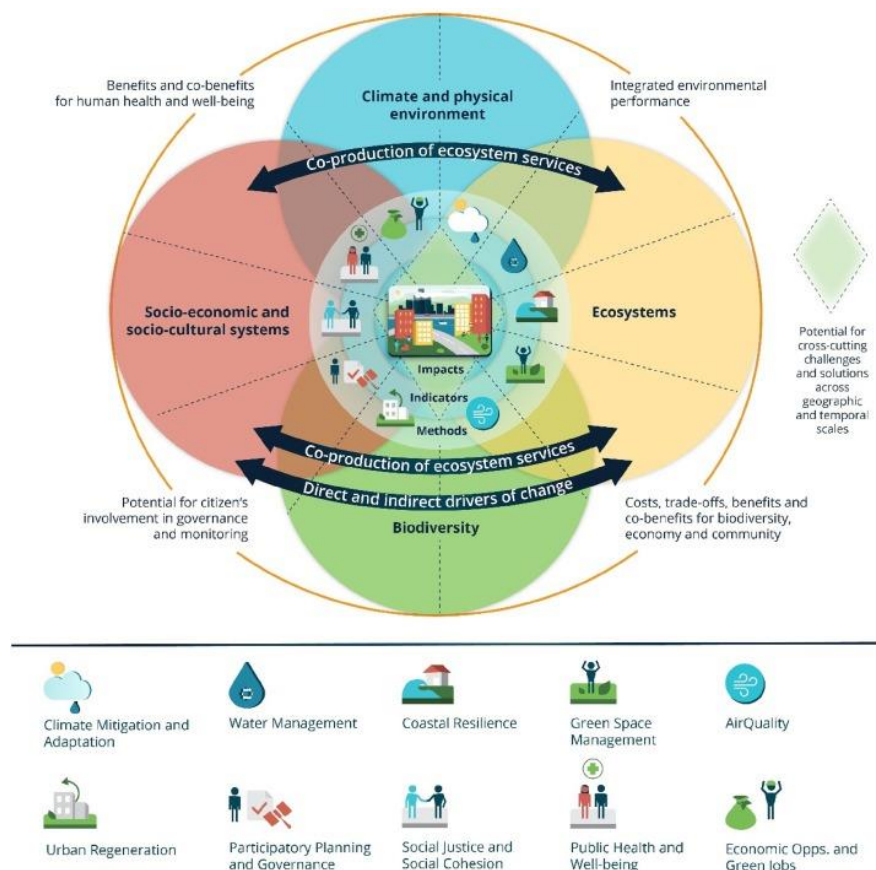 Benefits and co-benefits
for human health and well-being
Integrated environmental
performance
Climate and physical
environment
Co-production of ecosystem services
Socio-economic and
socio-cultural systems
Ecosystems
Impacts
Indicators
Methods
Co-production of ecosystem services
Direct and indirect drivers of change
Biodiversity
Potential for
cross-cutting
challenges
and solutions
across
geographic
and temporal
scales
Potential for citizen's
involvement in governance
and monitoring
Costs, trade-offs, benefits and
co-benefits for biodiversity,
economy and community
Climate Mitigation and
Adaptation
Water Management
Coastal Resilience
Green Space
Management
AirQuality
Urban Regeneration
Participatory Planning
and Governance
Social Justice and
Social Cohesion
Public Health and
Well-being
Economic Opps. and
Green Jobs